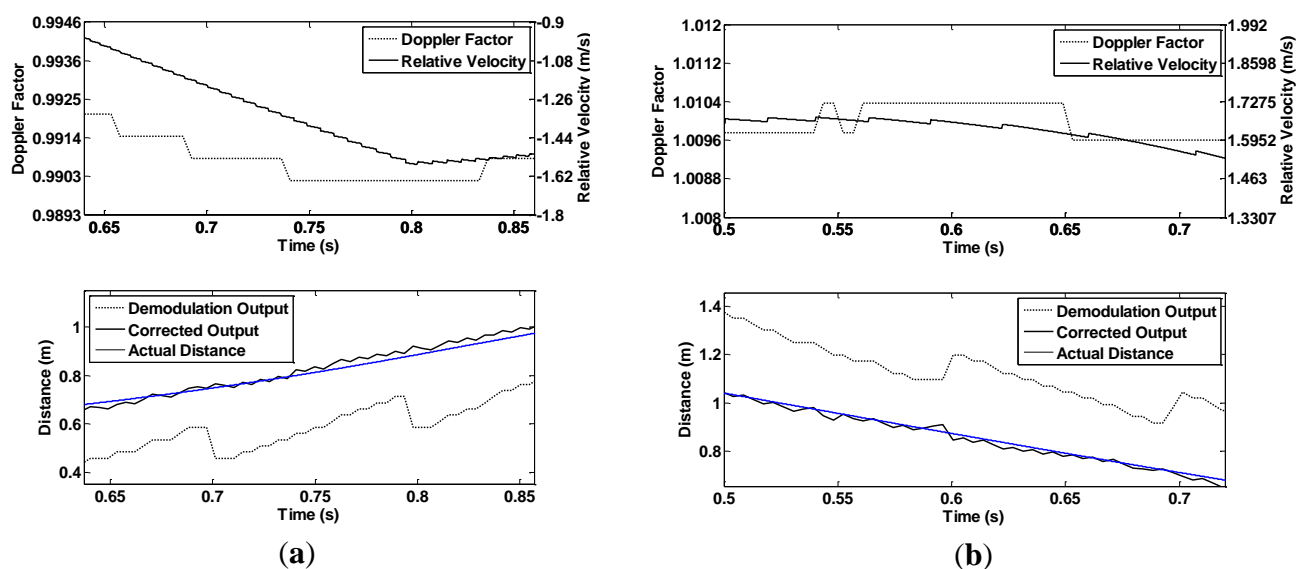 0.9946
0.9936
0.9925
0.9914
0.9903
0.9893
Doppler Factor
Doppler Factor
Relative Velocity
-0.9
-1.08
-1.26
-1.44
-1.62
-1.8
Relative Velocity (m/s)
0.65 0.7 0.75 0.8 0.85
Time (s)
1
0.8
0.6
0.4
Distance (m)
Demodulation Output
Corrected Output
Actual Distance
0.65 0.7 0.75 0.8 0.85
Time (s)
(a)
1.012
1.0112
1.0104
1.0096
1.0088
1.008
Doppler Factor
Doppler Factor
Relative Velocity
1.992
1.8598
1.7275
1.5952
1.463
1.3307
Relative Velocity (m/s)
0.5 0.55 0.6 0.65 0.7
Time (s)
1.4
1.2
1
0.8
Distance (m)
Demodulation Output
Corrected Output
Actual Distance
0.5 0.55 0.6 0.65 0.7
Time (s)
(b)